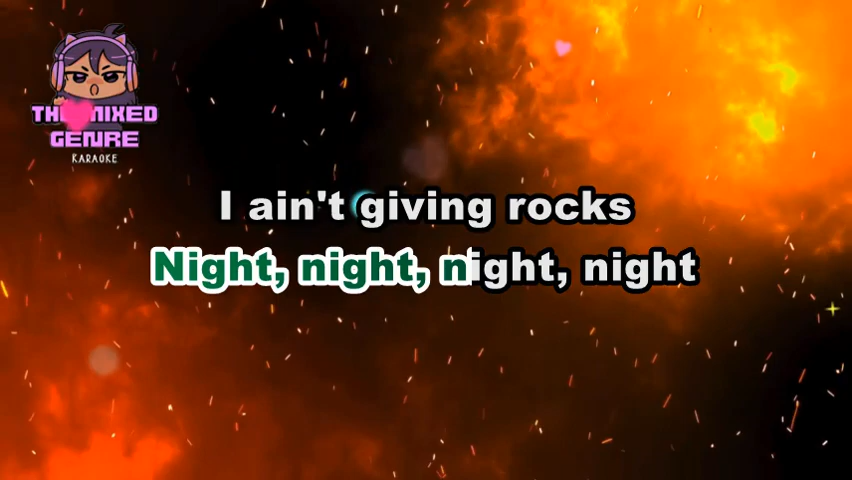 THE MIXED
GENRE
KARAOKE
I ain't giving rocks
Night, night, night, night